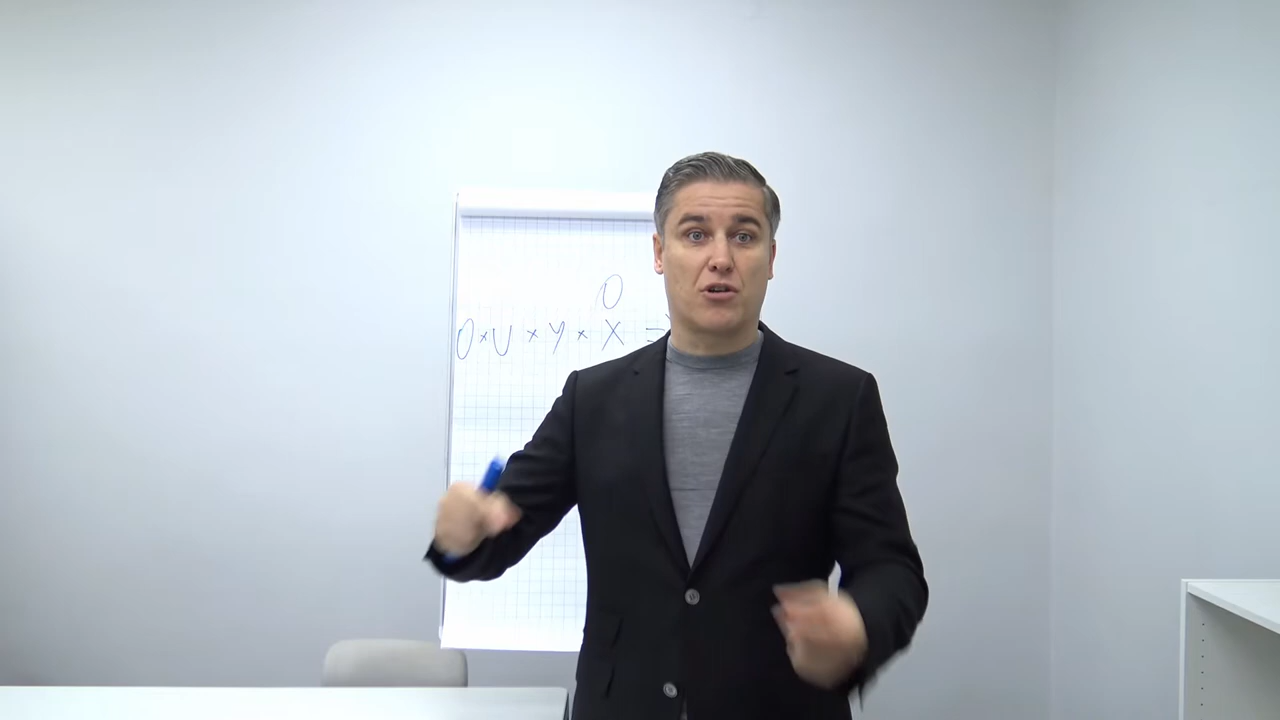 0
0 × U × Y × X =